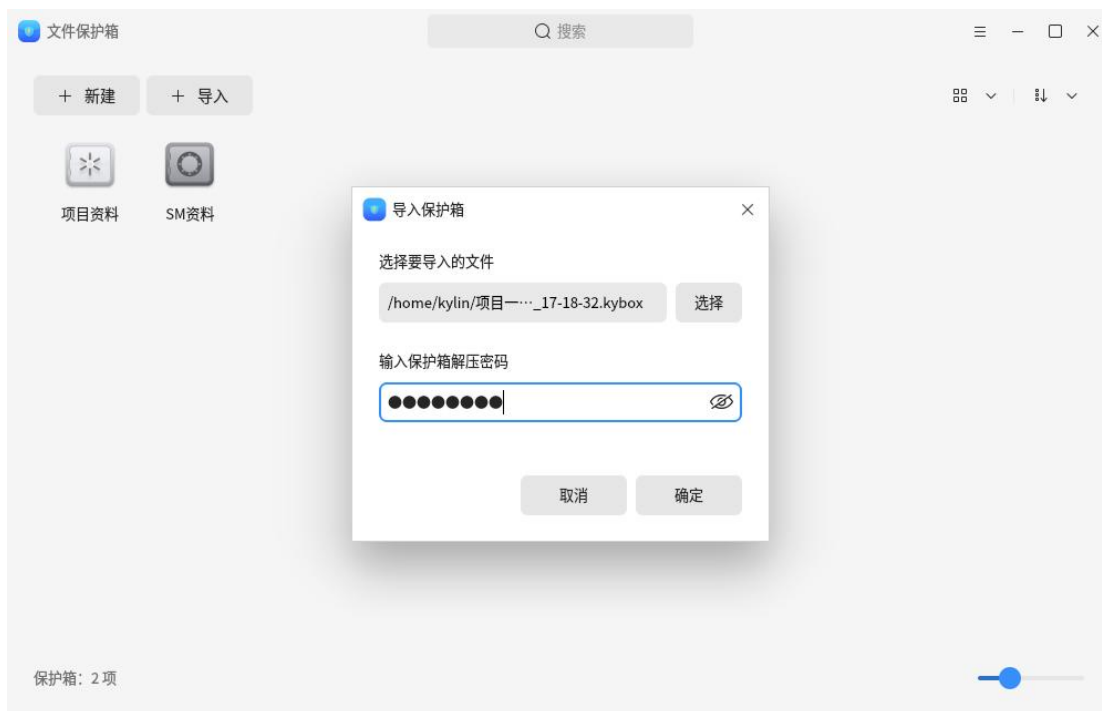 文件保护箱
搜索
新建
导入
项目资料
SM资料
导入保护箱
选择要导入的文件
/home/kylin/项目一···_17-18-32.kybox
选择
输入保护箱解压密码
取消
确定
保护箱：2 项